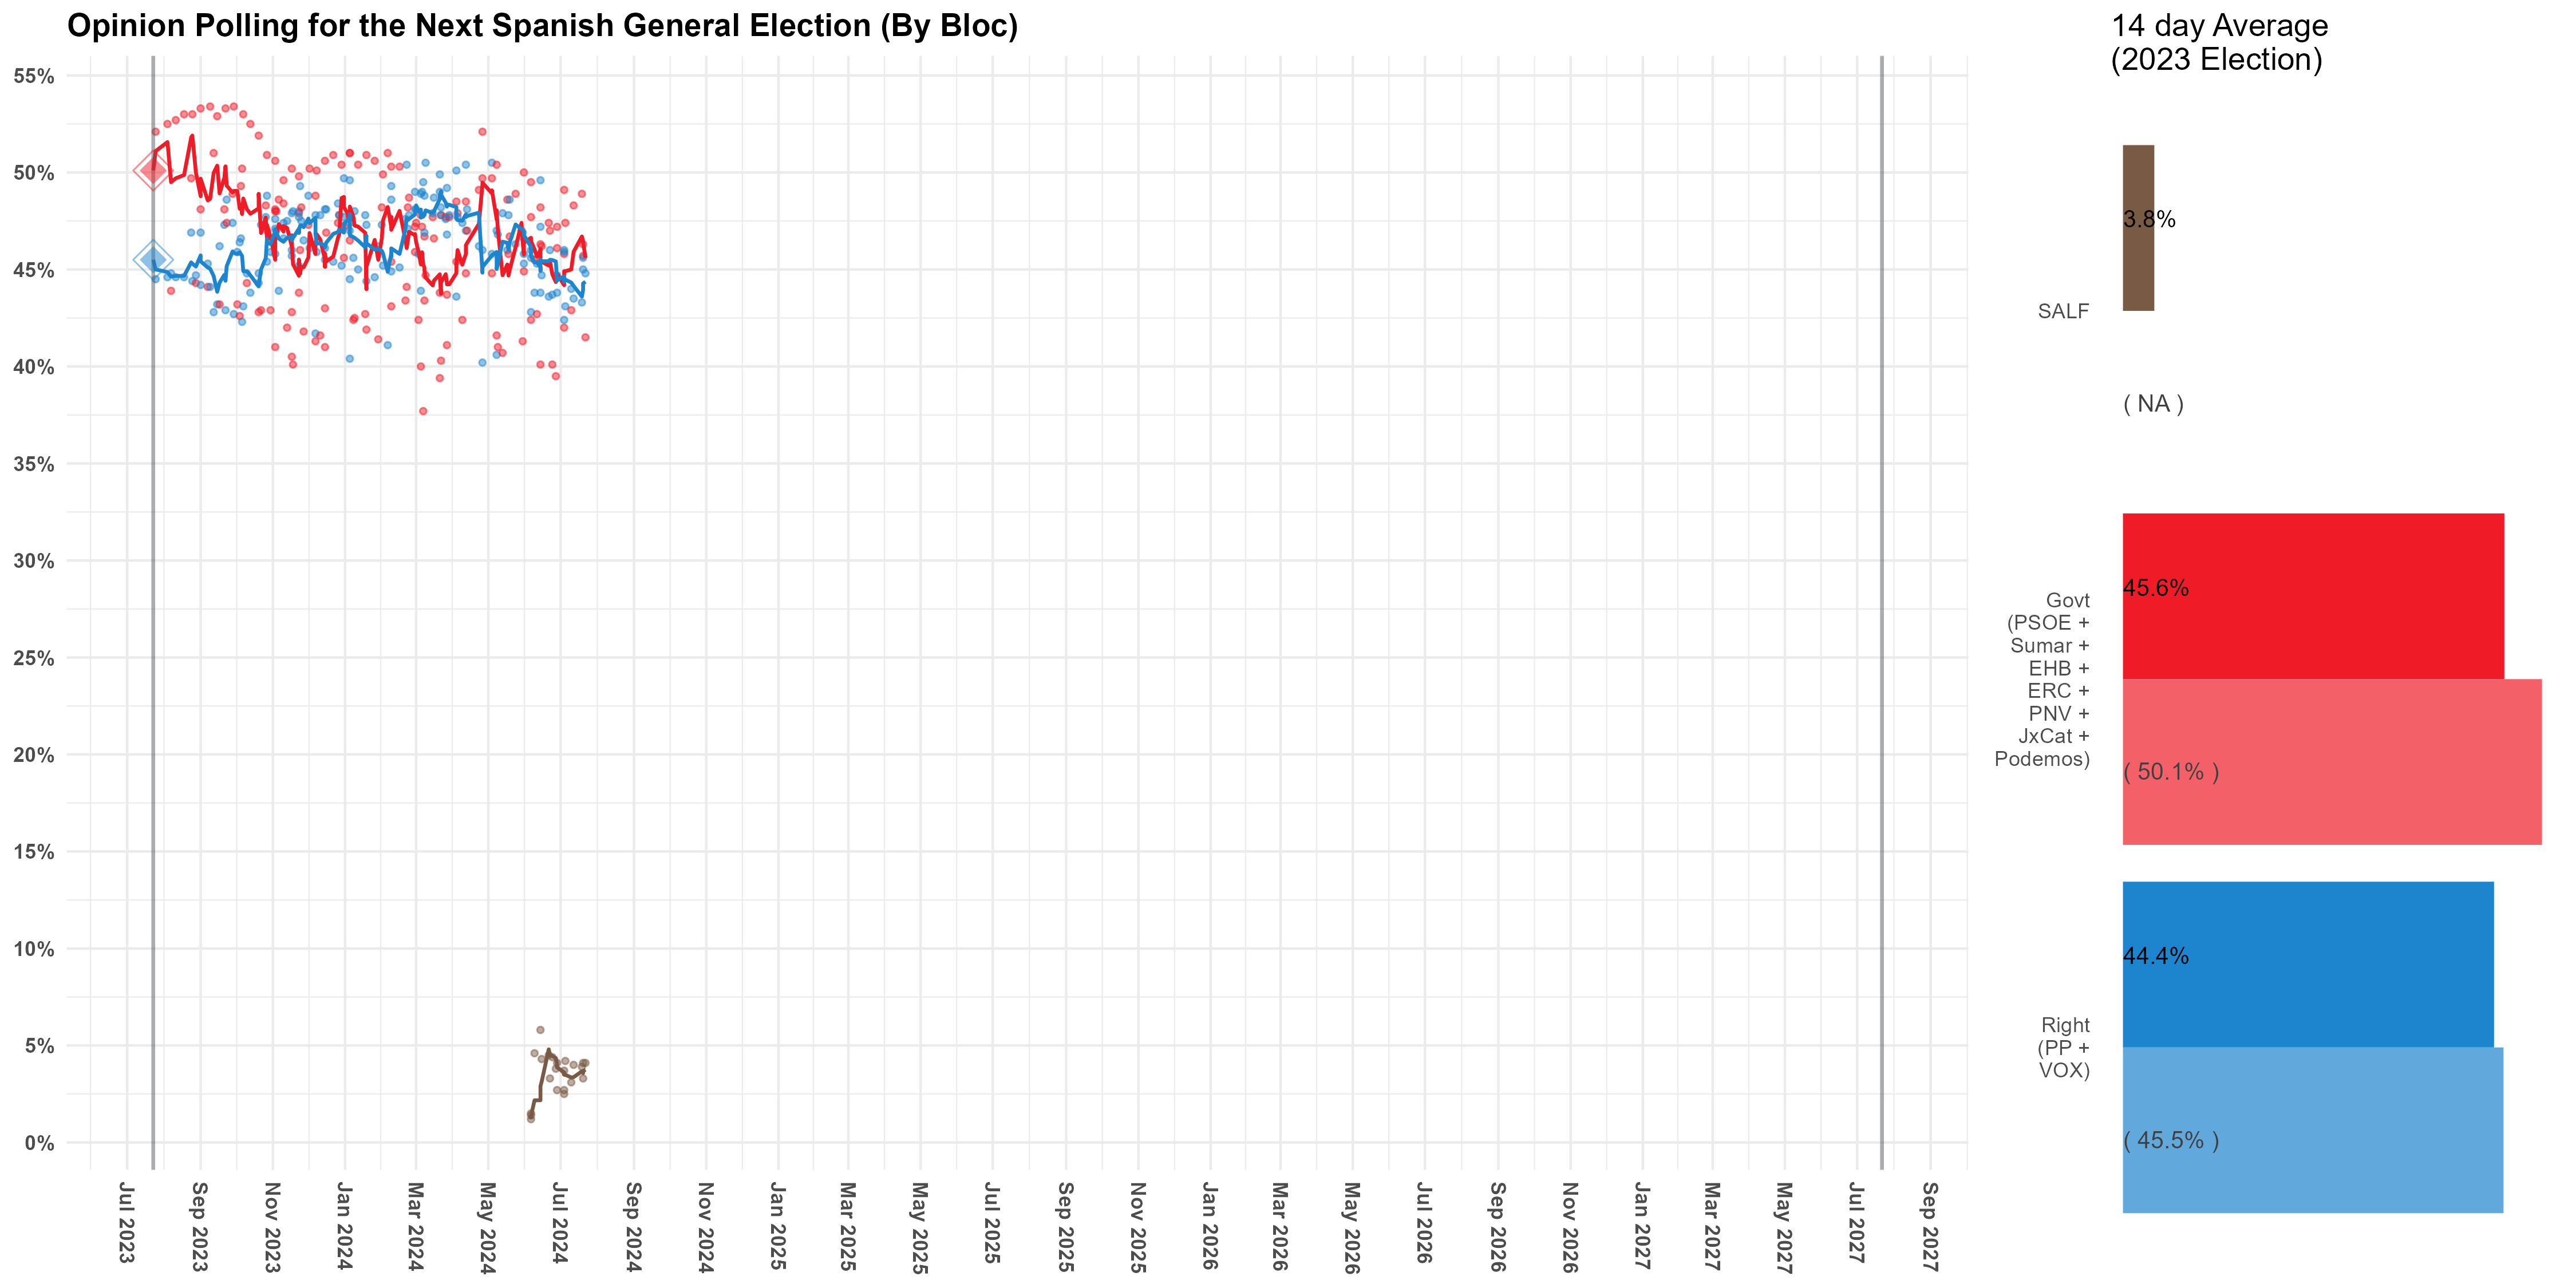 Opinion Polling for the Next Spanish General Election (By Bloc)
14 day Average
(2023 Election)
55%
50%
45%
40%
35%
30%
25%
20%
15%
10%
5%
0%
Jul 2023
Sep 2023
Nov 2023
Jan 2024
Mar 2024
May 2024
Jul 2024
Sep 2024
Nov 2024
Jan 2025
Mar 2025
May 2025
Jul 2025
Sep 2025
Nov 2025
Jan 2026
Mar 2026
May 2026
Jul 2026
Sep 2026
Nov 2026
Jan 2027
Mar 2027
May 2027
Jul 2027
Sep 2027
SALF
3.8%
( NA )
Govt
(PSOE +
Sumar +
EHB +
ERC +
PNV +
JxCat +
Podemos)
45.6%
( 50.1% )
Right
(PP +
VOX)
44.4%
( 45.5% )